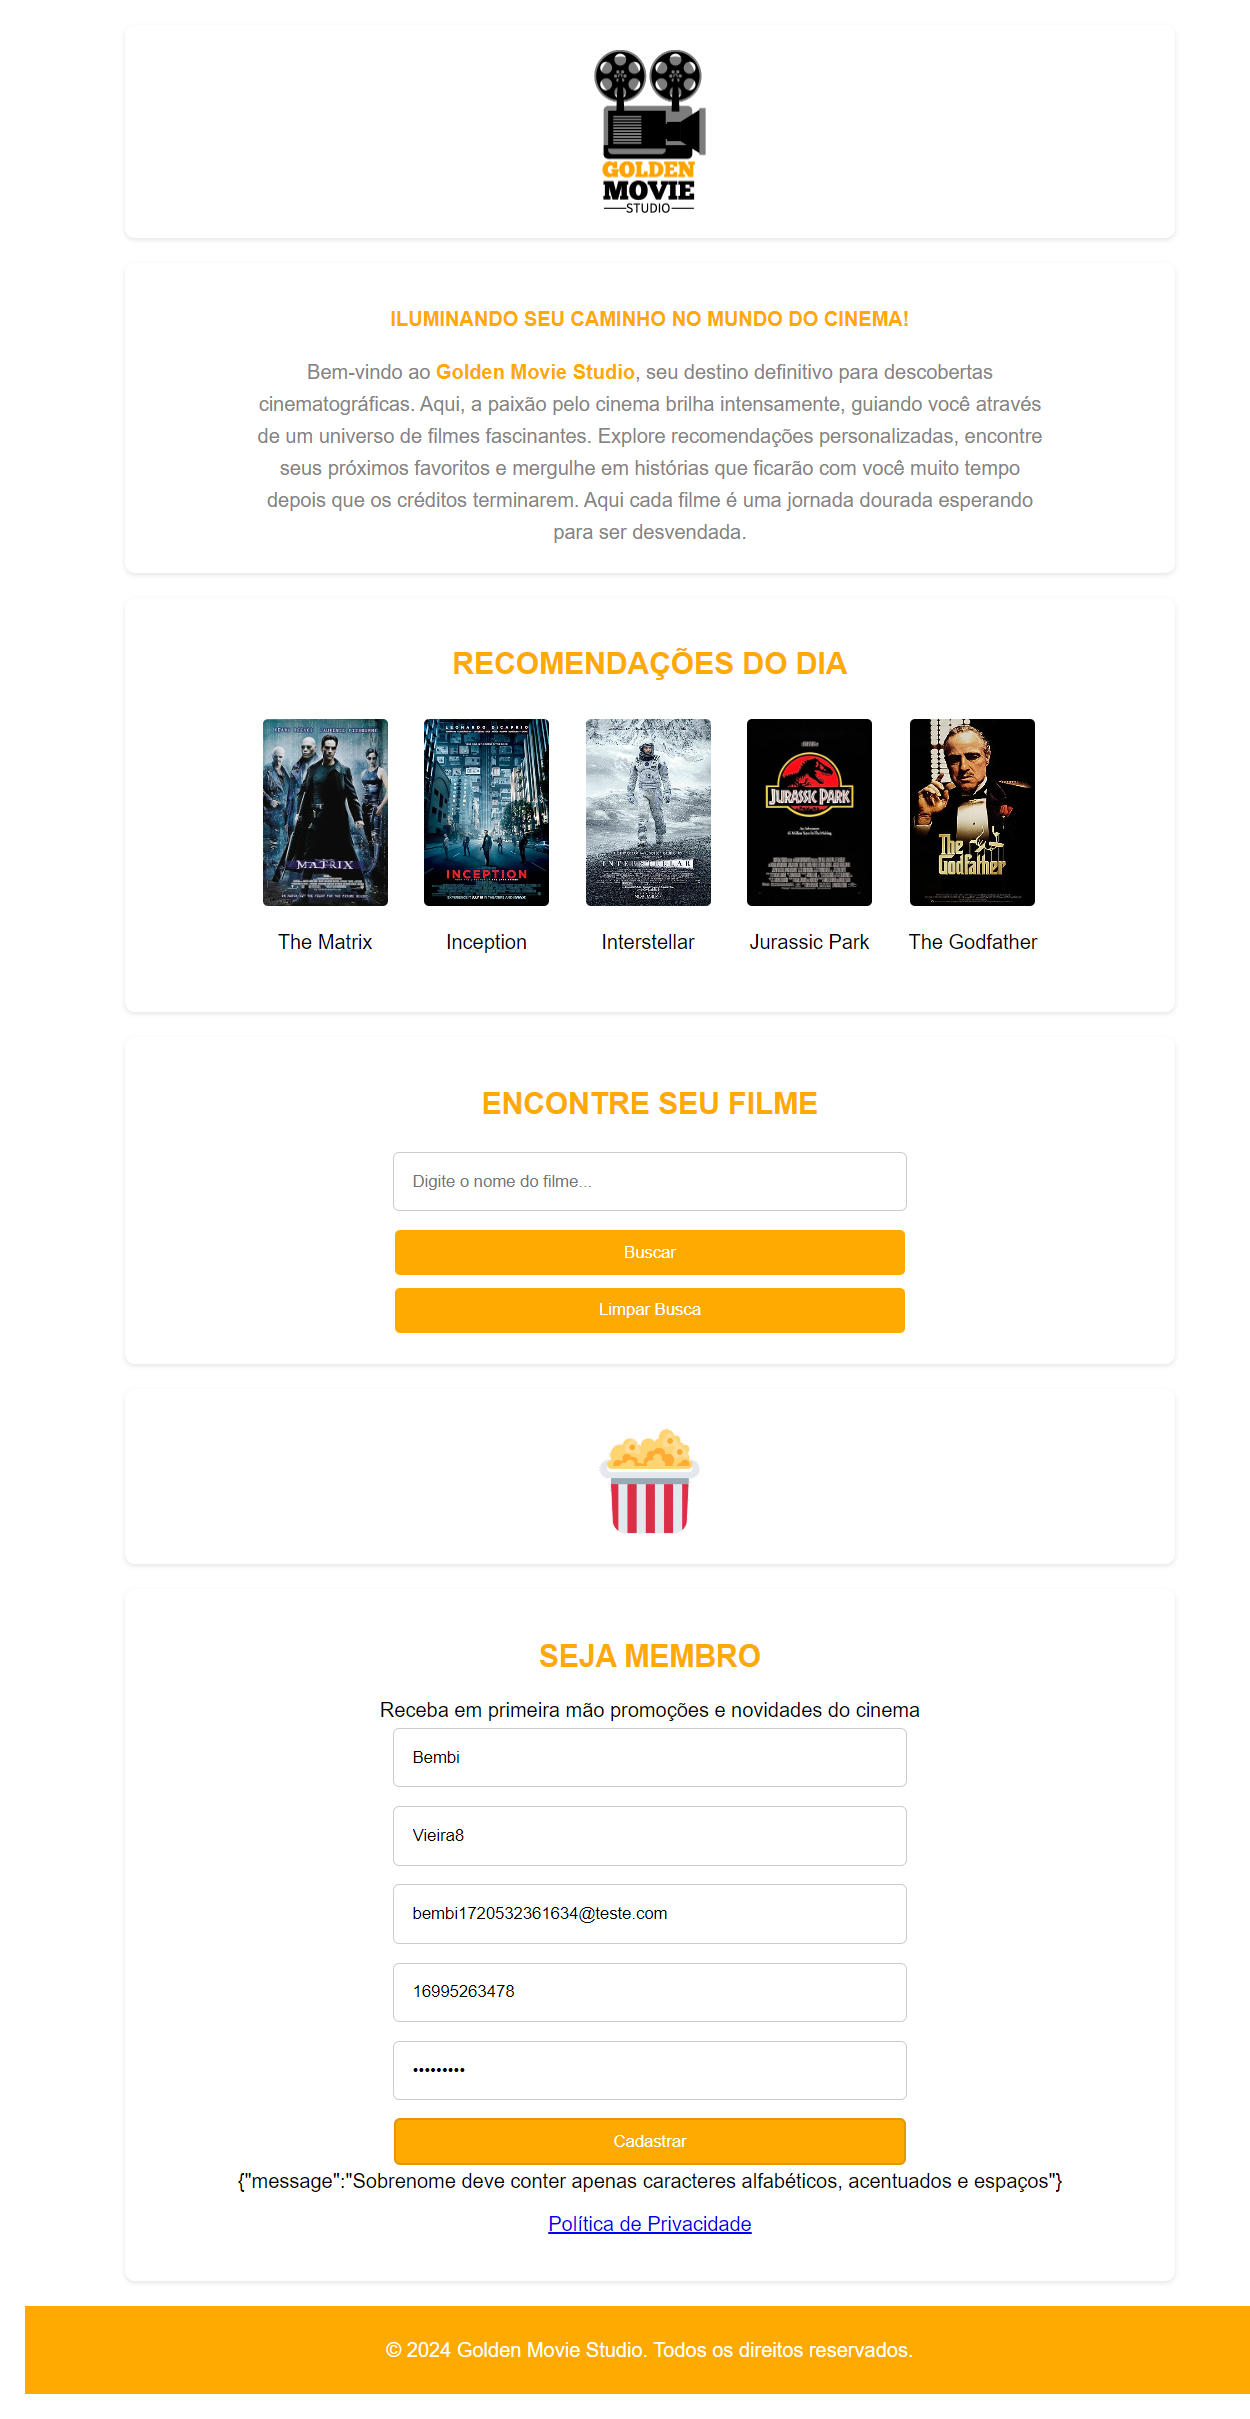 GOLDEN
MOVIE
STUDIO
ILUMINANDO SEU CAMINHO NO MUNDO DO CINEMA!
Bem-vindo ao Golden Movie Studio, seu destino definitivo para descobertas
cinematográficas. Aqui, a paixão pelo cinema brilha intensamente, guiando você através
de um universo de filmes fascinantes. Explore recomendações personalizadas, encontre
seus próximos favoritos e mergulhe em histórias que ficarão com você muito tempo
depois que os créditos terminarem. Aqui cada filme é uma jornada dourada esperando
para ser desvendada.
RECOMENDAÇÕES DO DIA
KEANU REEVES LAURENCE FISHBURNE
MATRIX
LEONARDO DICAPRIO
INCEPTION
INTERSTELLAR
JURASSIC PARK
The
Godfather
The Matrix
Inception
Interstellar
Jurassic Park
The Godfather
ENCONTRE SEU FILME
Digite o nome do filme...
Buscar
Limpar Busca
SEJA MEMBRO
Receba em primeira mão promoções e novidades do cinema
Bembi
Vieira8
bembi1720532361634@teste.com
16995263478
•••••••••
Cadastrar
{"message":"Sobrenome deve conter apenas caracteres alfabéticos, acentuados e espaços"}
Política de Privacidade
© 2024 Golden Movie Studio. Todos os direitos reservados.